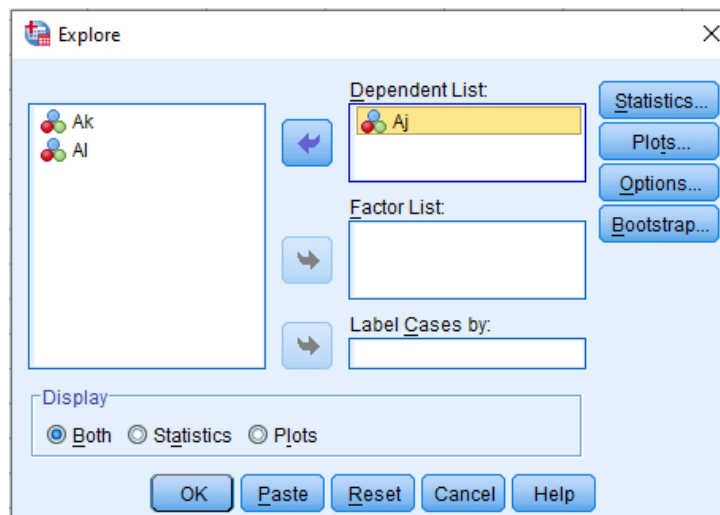 Explore
Ak
Al
Dependent List:
Aj
Factor List:
Label Cases by:
Statistics...
Plots...
Options...
Bootstrap...
Display
Both Statistics Plots
OK Paste Reset Cancel Help